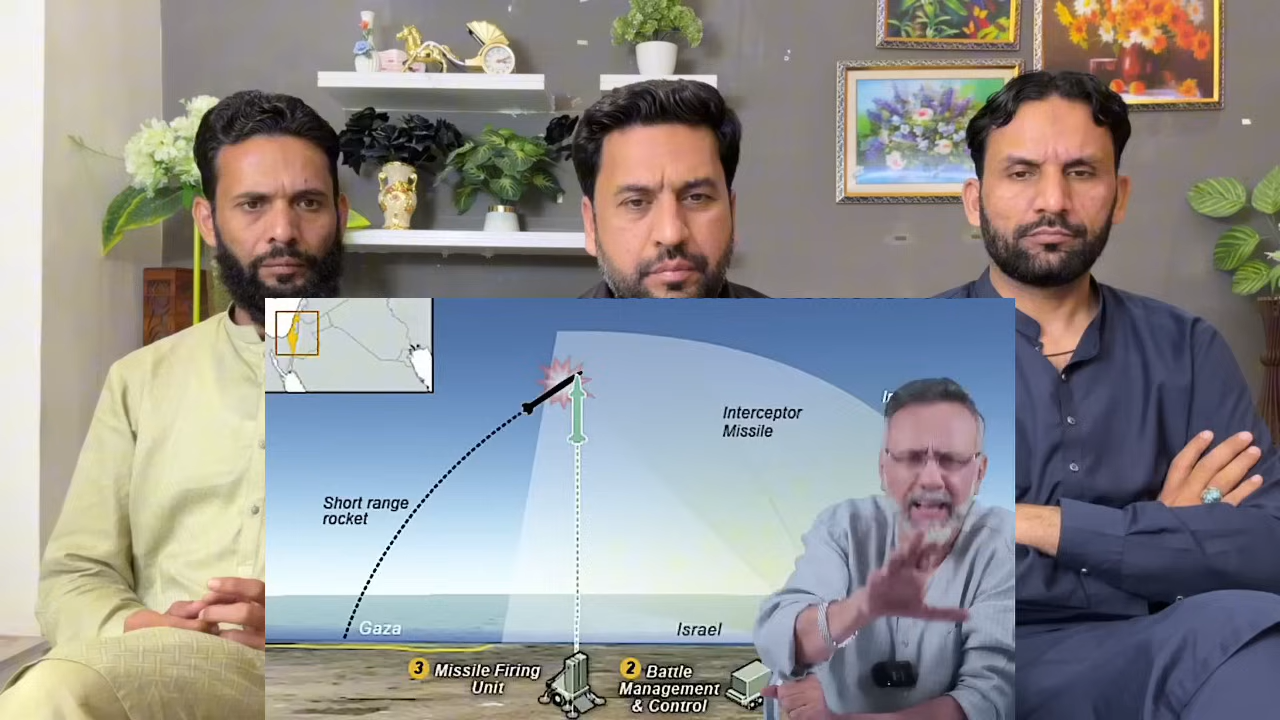 Interceptor
Missile
Short range
rocket
Gaza
Israel
3 Missile Firing
Unit
2 Battle
Management
& Control